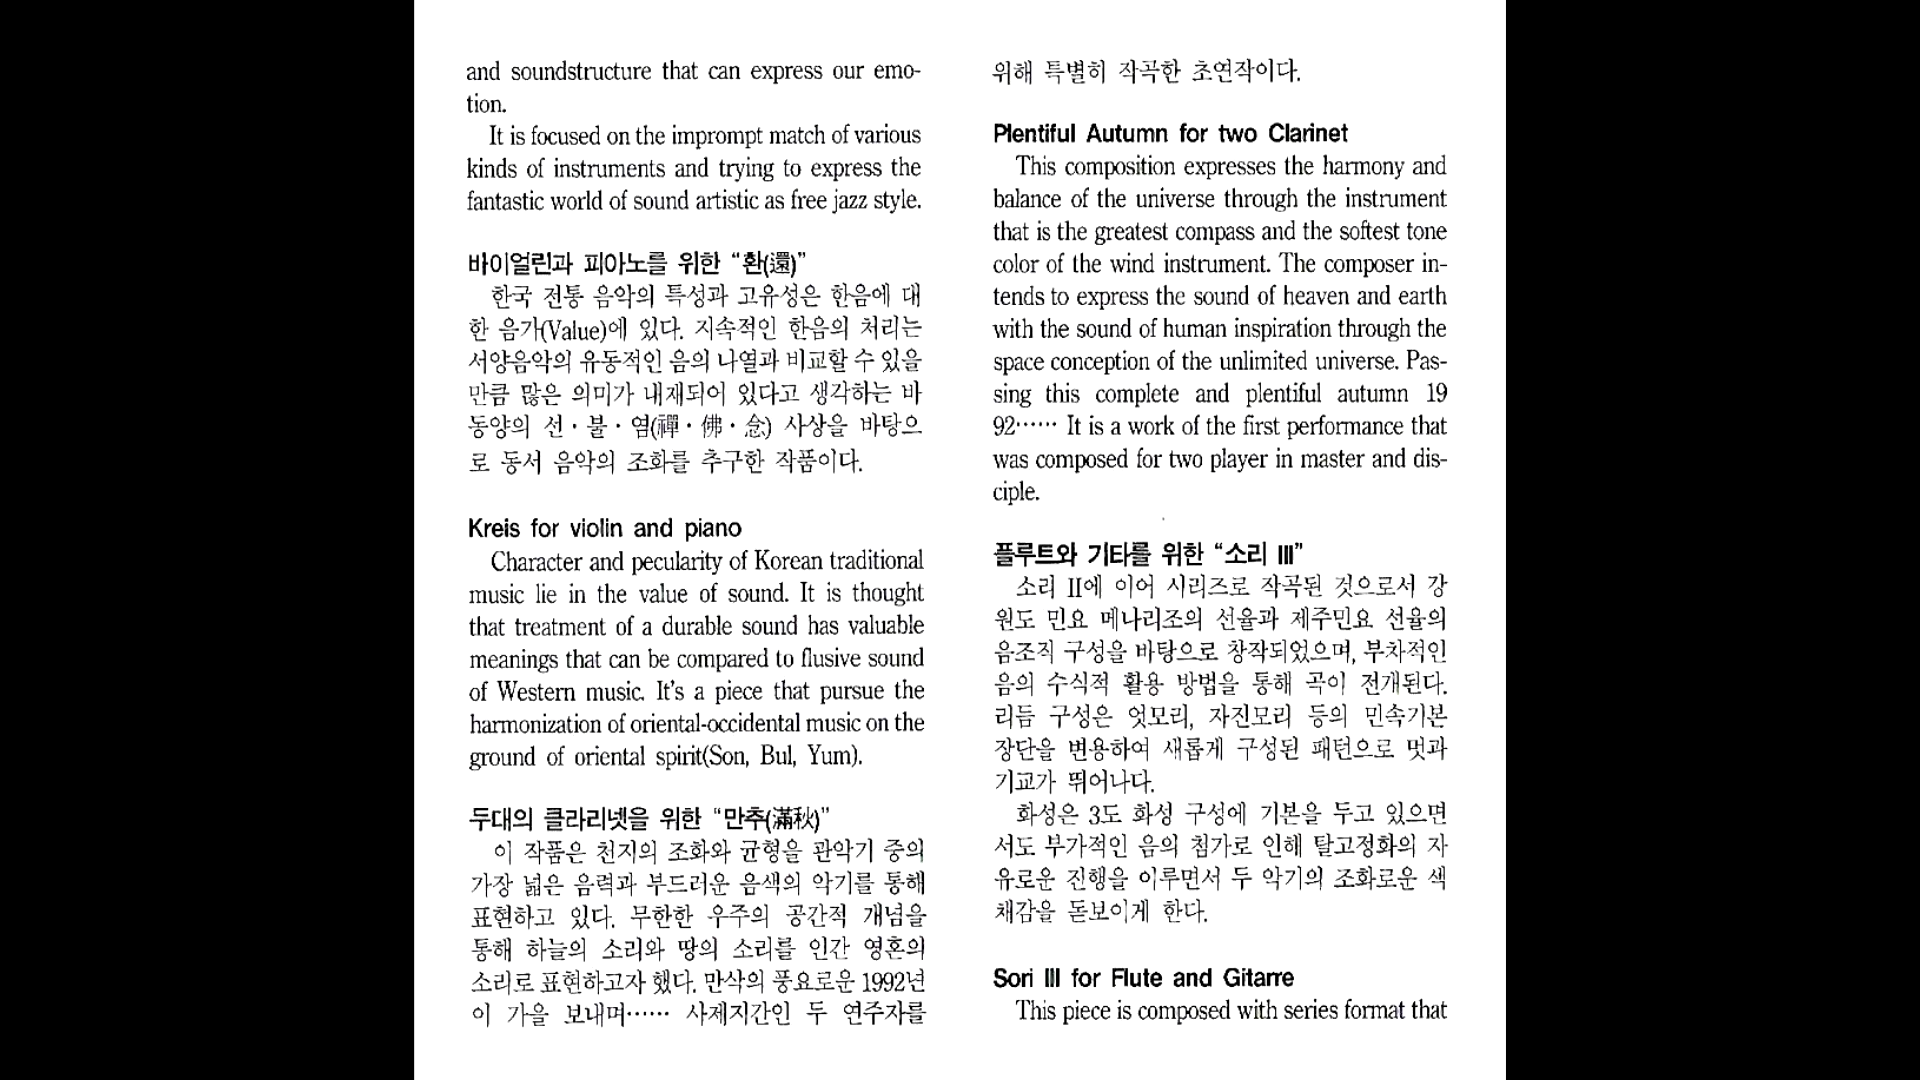 and soundstructure that can express our emo-
tion.
It is focused on the imprompt match of various
kinds of instruments and trying to express the
fantastic world of sound artistic as free jazz style.
바이얼린과 피아노를 위한 “환(還)”
한국 전통 음악의 특성과 고유성은 한음에 대
한 음가(Value)에 있다. 지속적인 한음의 처리는
서양음악의 유동적인 음의 나열과 비교할 수 있을
만큼 많은 의미가 내재되어 있다고 생각하는 바
동양의 선·불·염(禪·佛·念) 사상을 바탕으
로 동서 음악의 조화를 추구한 작품이다.
Kreis for violin and piano
Character and pecularity of Korean traditional
music lie in the value of sound. It is thought
that treatment of a durable sound has valuable
meanings that can be compared to flusive sound
of Western music. It's a piece that pursue the
harmonization of oriental-occidental music on the
ground of oriental spirit(Son, Bul, Yum).
두대의 클라리넷을 위한 “만추(滿秋)”
이 작품은 천지의 조화와 균형을 관악기 중의
가장 넓은 음력과 부드러운 음색의 악기를 통해
표현하고 있다. 무한한 우주의 공간적 개념을
통해 하늘의 소리와 땅의 소리를 인간 영혼의
소리로 표현하고자 했다. 만삭의 풍요로운 1992년
이 가을 보내며…… 사제지간인 두 연주자를
위해 특별히 작곡한 초연작이다.
Plentiful Autumn for two Clarinet
This composition expresses the harmony and
balance of the universe through the instrument
that is the greatest compass and the softest tone
color of the wind instrument. The composer in-
tends to express the sound of heaven and earth
with the sound of human inspiration through the
space conception of the unlimited universe. Pas-
sing this complete and plentiful autumn 19
92…… It is a work of the first performance that
was composed for two player in master and dis-
ciple.
플루트와 기타를 위한 “소리 III”
소리 II에 이어 시리즈로 작곡된 것으로서 강
원도 민요 메나리조의 선율과 제주민요 선율의
음조직 구성을 바탕으로 창작되었으며, 부차적인
음의 수식적 활용 방법을 통해 곡이 전개된다.
리듬 구성은 엇모리, 자진모리 등의 민속기본
장단을 변용하여 새롭게 구성된 패턴으로 멋과
기교가 뛰어나다.
화성은 3도 화성 구성에 기본을 두고 있으면
서도 부가적인 음의 첨가로 인해 탈고정화의 자
유로운 진행을 이루면서 두 악기의 조화로운 색
채감을 돋보이게 한다.
Sori III for Flute and Gitarre
This piece is composed with series format that